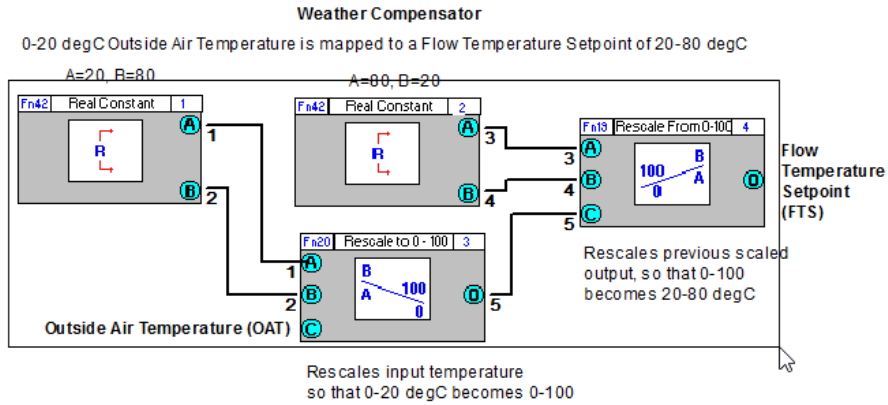 Weather Compensator
0-20 degC Outside Air Temperature is mapped to a Flow Temperature Setpoint of 20-80 degC
A=20, B=80
A=80, B=20
Fn42 Real Constant 1
Fn42 Real Constant 2
Fn19 Rescale From 0-100 4
A 1
R
B 2
A 3
R
B 4
3 A
4 B
5 C
B
100
0 A
O
Flow
Temperature
Setpoint
(FTS)
Fn20 Rescale to 0 - 100 3
1 A
2 B
C
B
A 100
0
O 5
Outside Air Temperature (OAT)
Rescales previous scaled
output, so that 0-100
becomes 20-80 degC
Rescales input temperature
so that 0-20 degC becomes 0-100